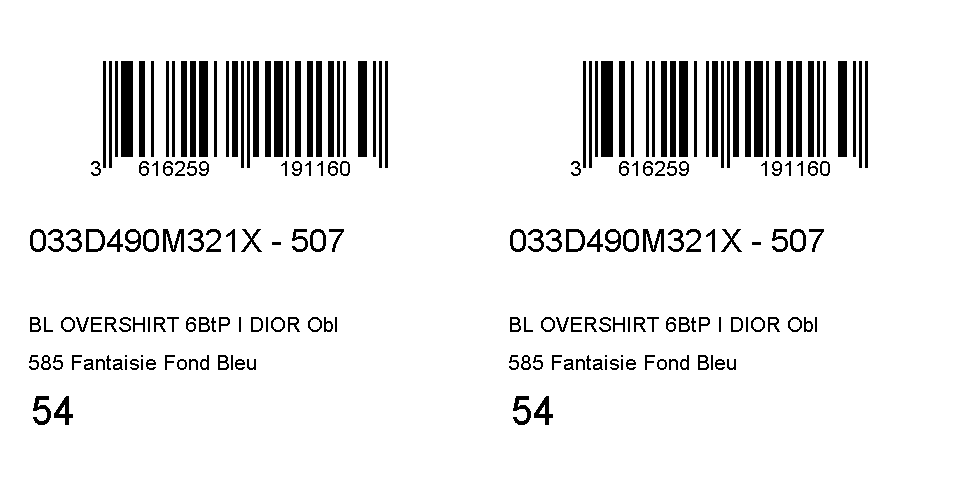 3 616259 191160
033D490M321X - 507
BL OVERSHIRT 6BtP I DIOR Obl
585 Fantaisie Fond Bleu
54
3 616259 191160
033D490M321X - 507
BL OVERSHIRT 6BtP I DIOR Obl
585 Fantaisie Fond Bleu
54